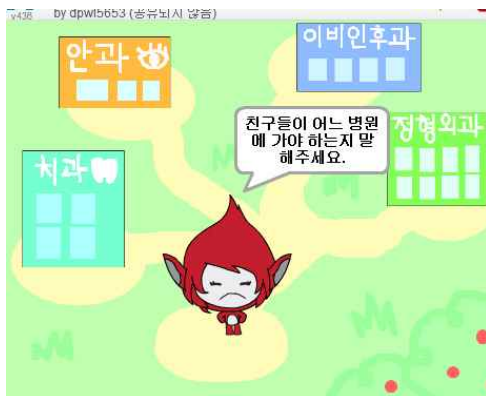 v438 by dpwl5653 (공유되지 않음)
안과
이비인후과
친구들이 어느 병원
에 가야 하는지 말
해주세요.
정형외과
치과